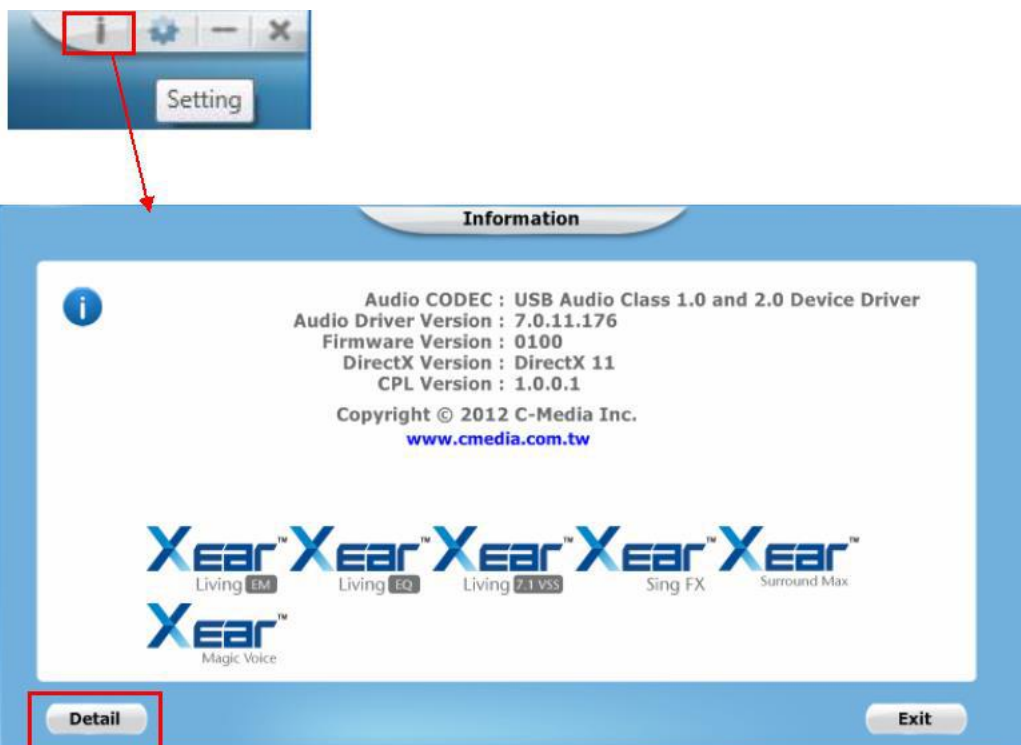 i
Setting
Information
i
Audio CODEC : USB Audio Class 1.0 and 2.0 Device Driver
Audio Driver Version : 7.0.11.176
Firmware Version : 0100
DirectX Version : DirectX 11
CPL Version : 1.0.0.1
Copyright © 2012 C-Media Inc.
www.cmedia.com.tw
Xear™ Xear™ Xear™ Xear™ Xear™
Living EM Living EQ Living 7.1 VSS Sing FX Surround Max
Xear™
Magic Voice
Detail Exit